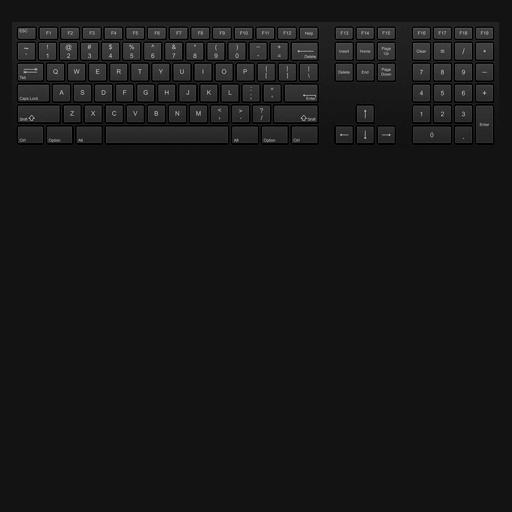 ESC F1 F2 F3 F4 F5 F6 F7 F8 F9 F10 F11 F12 Help F13 F14 F15 F16 F17 F18 F19
~ ! @ # $ % ^ & * ( ) – + Insert Home Page Up Clear = / *
` 1 2 3 4 5 6 7 8 9 0 - = Delete
Tab Q W E R T Y U I O P { [ } ] | \ Delete End Page Down 7 8 9 –
Caps Lock A S D F G H J K L : ; " ' Enter 4 5 6 +
Shift Z X C V B N M < , > . ? / Shift ↑ 1 2 3 Enter
Ctrl Option Alt Alt Option Ctrl ← ↓ → 0 .